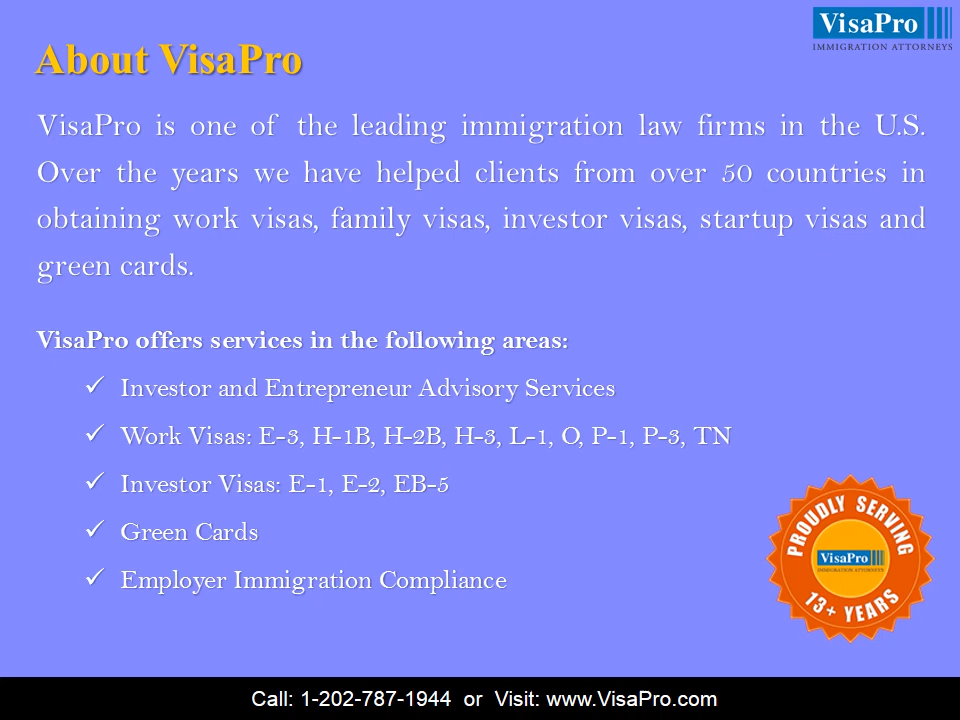 VisaPro
IMMIGRATION ATTORNEYS
About VisaPro
VisaPro is one of the leading immigration law firms in the U.S.
Over the years we have helped clients from over 50 countries in
obtaining work visas, family visas, investor visas, startup visas and
green cards.
VisaPro offers services in the following areas:
✓ Investor and Entrepreneur Advisory Services
✓ Work Visas: E-3, H-1B, H-2B, H-3, L-1, O, P-1, P-3, TN
✓ Investor Visas: E-1, E-2, EB-5
✓ Green Cards
✓ Employer Immigration Compliance
PROUDLY SERVING
VisaPro
IMMIGRATION ATTORNEYS
13+ YEARS
Call: 1-202-787-1944 or Visit: www.VisaPro.com